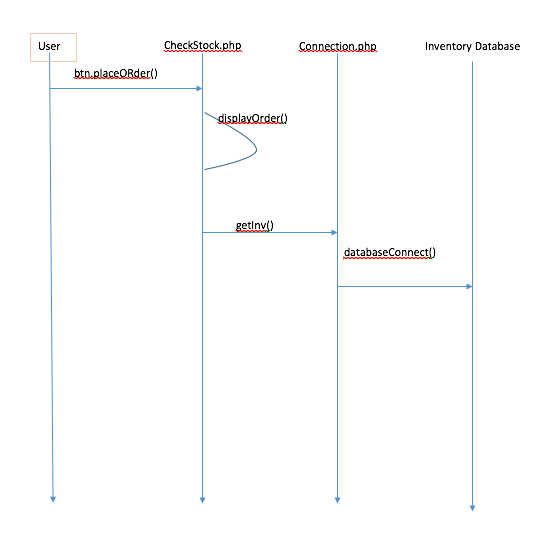 User
CheckStock.php
Connection.php
Inventory Database
btn.placeORder()
displayOrder()
getInv()
databaseConnect()